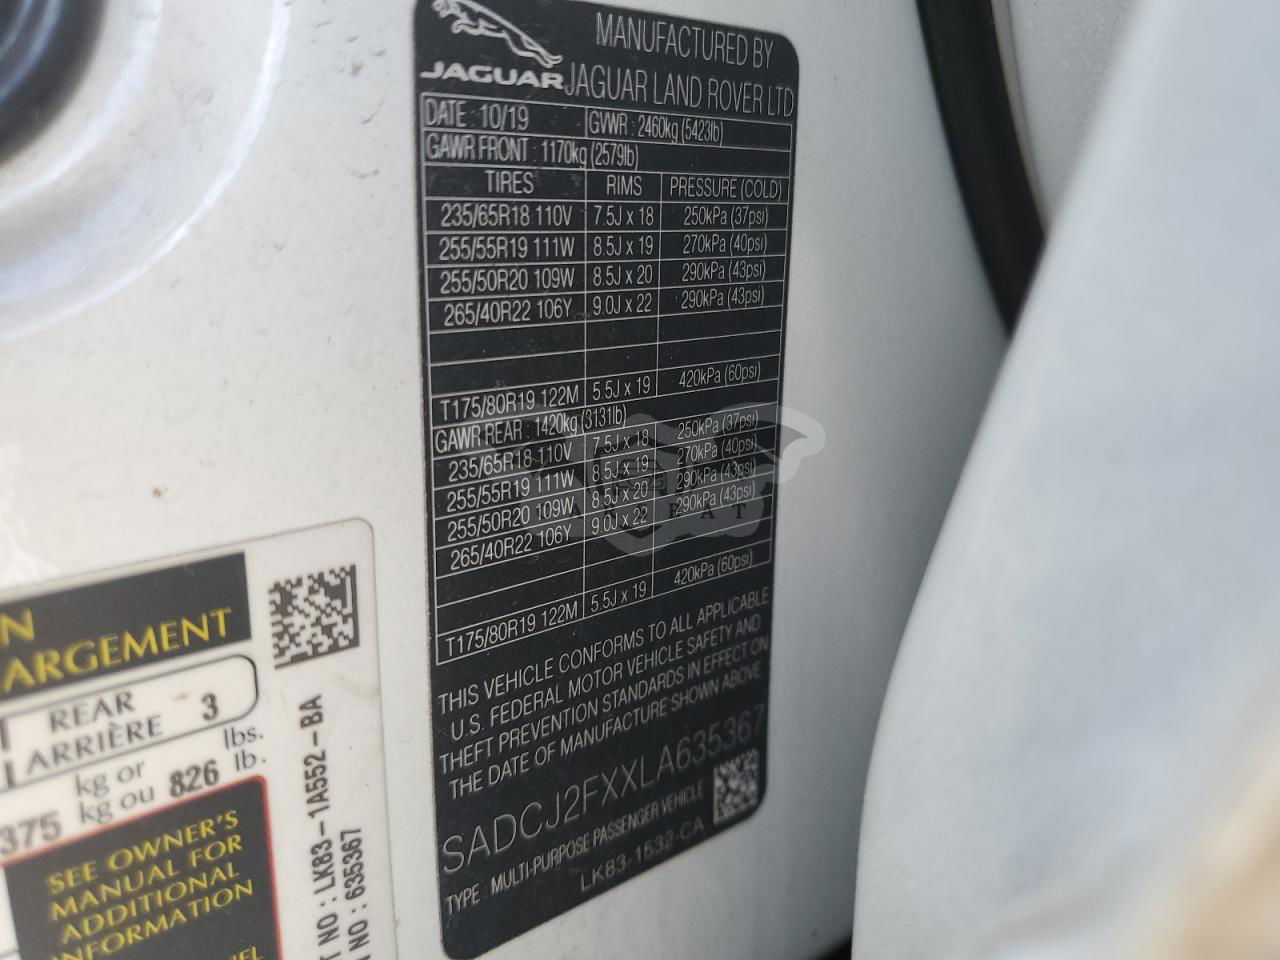 JAGUAR
MANUFACTURED BY
JAGUAR LAND ROVER LTD
DATE : 10/19 GVWR : 2460kg (5423lb)
GAWR FRONT : 1170kg (2579lb)
TIRES RIMS PRESSURE (COLD)
235/65R18 110V 7.5J x 18 250kPa (37psi)
255/55R19 111W 8.5J x 19 270kPa (40psi)
255/50R20 109W 8.5J x 20 290kPa (43psi)
265/40R22 106Y 9.0J x 22 290kPa (43psi)
T175/80R19 122M 5.5J x 19 420kPa (60psi)
GAWR REAR : 1420kg (3131lb)
235/65R18 110V 7.5J x 18 250kPa (37psi)
255/55R19 111W 8.5J x 19 270kPa (40psi)
255/50R20 109W 8.5J x 20 290kPa (43psi)
265/40R22 106Y 9.0J x 22 290kPa (43psi)
T175/80R19 122M 5.5J x 19 420kPa (60psi)
THIS VEHICLE CONFORMS TO ALL APPLICABLE
U.S. FEDERAL MOTOR VEHICLE SAFETY AND
THEFT PREVENTION STANDARDS IN EFFECT ON
THE DATE OF MANUFACTURE SHOWN ABOVE
SADCJ2FXXLA635367
TYPE : MULTI-PURPOSE PASSENGER VEHICLE
LK83-1532-CA
N
ARGEMENT
REAR 3
ARRIÈRE
kg or lbs.
375 kg ou 826 lb.
SEE OWNER'S
MANUAL FOR
ADDITIONAL
INFORMATION
T NO : LK83-1A552-BA
NO : 635367